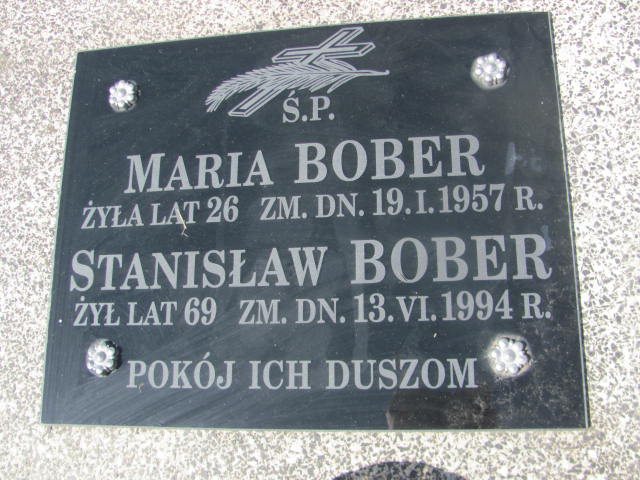 Ś.P.
MARIA BOBER
ŻYŁA LAT 26 ZM. DN. 19.I.1957 R.
STANISŁAW BOBER
ŻYŁ LAT 69 ZM. DN. 13.VI.1994 R.
POKÓJ ICH DUSZOM